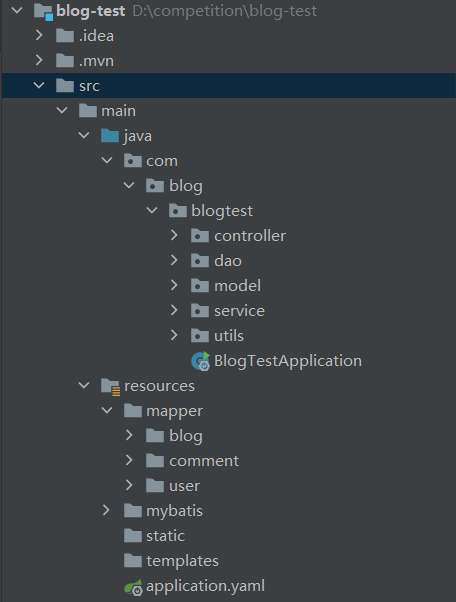 blog-test D:\competition\blog-test
.idea
.mvn
src
main
java
com
blog
blogtest
controller
dao
model
service
utils
BlogTestApplication
resources
mapper
blog
comment
user
mybatis
static
templates
application.yaml